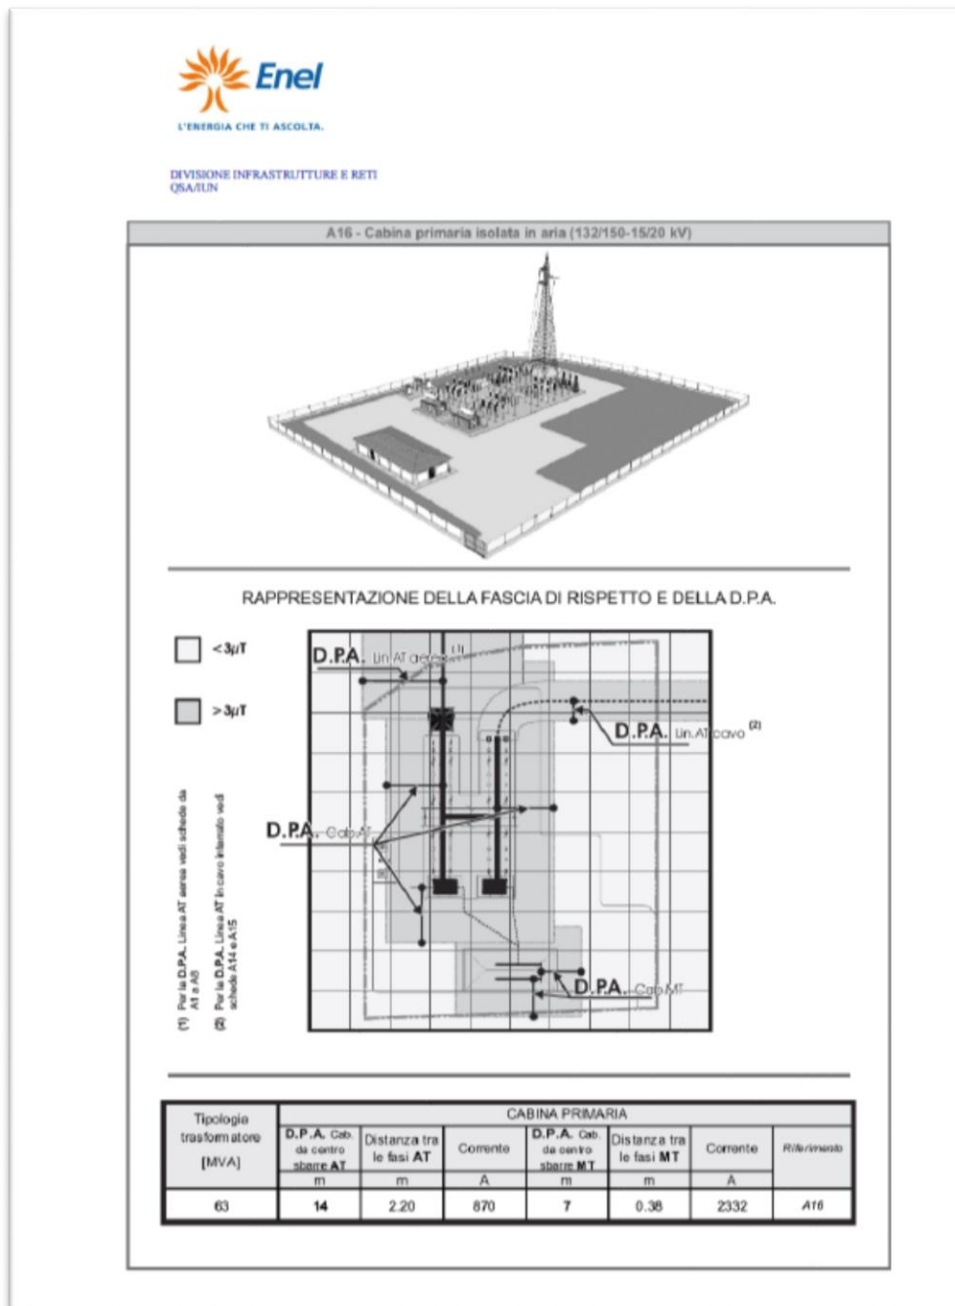 Enel
L'ENERGIA CHE TI ASCOLTA.
DIVISIONE INFRASTRUTTURE E RETI
QSA/IUN
A16 - Cabina primaria isolata in aria (132/150-15/20 kV)
RAPPRESENTAZIONE DELLA FASCIA DI RISPETTO E DELLA D.P.A.
< 3µT
> 3µT
D.P.A. Lin.AT aerea (1)
D.P.A. Lin.AT cavo (2)
D.P.A. Cab.AT
D.P.A. Cab.MT
(1) Per la D.P.A. Linea AT aerea vedi schede da
A1 a A8
(2) Per la D.P.A. Linea AT in cavo interrato vedi
schede A14 e A15
CABINA PRIMARIA
Tipologia
trasformatore
[MVA]
D.P.A. Cab.
da centro
sbarre AT
Distanza tra
le fasi AT
Corrente
D.P.A. Cab.
da centro
sbarre MT
Distanza tra
le fasi MT
Corrente
Riferimento
m m A m m A
63 14 2.20 870 7 0.38 2332 A16